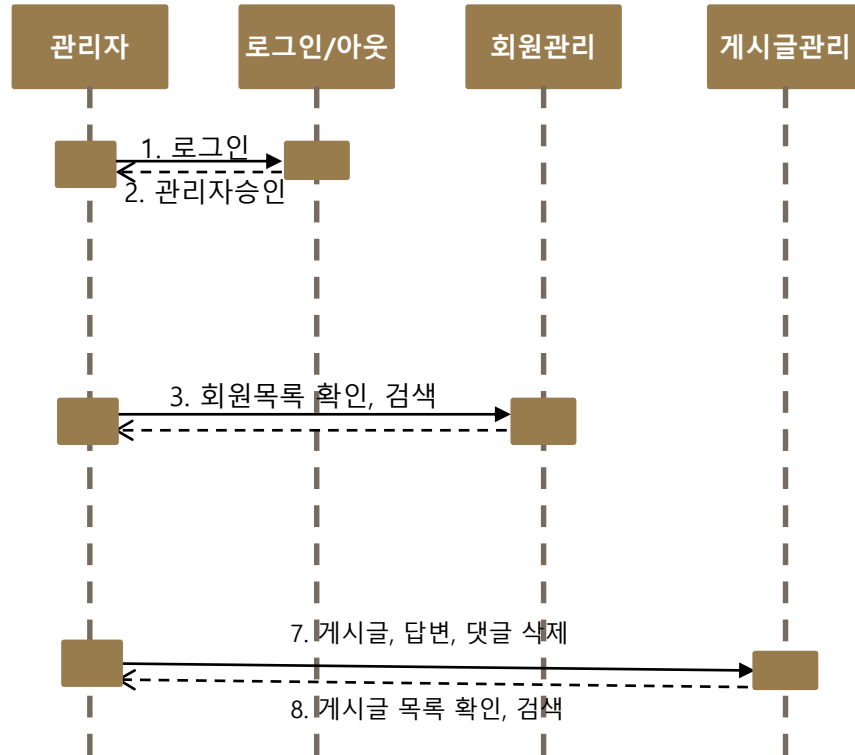 관리자
로그인/아웃
회원관리
게시글관리
1. 로그인
2. 관리자승인
3. 회원목록 확인, 검색
7. 게시글, 답변, 댓글 삭제
8. 게시글 목록 확인, 검색